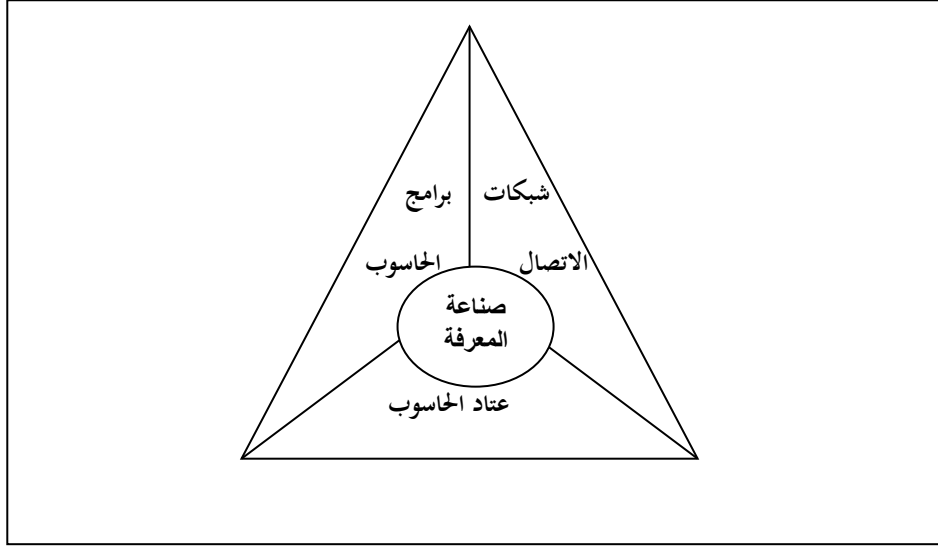 شبكات
الاتصال
برامج
الحاسوب
صناعة
المعرفة
عتاد الحاسوب